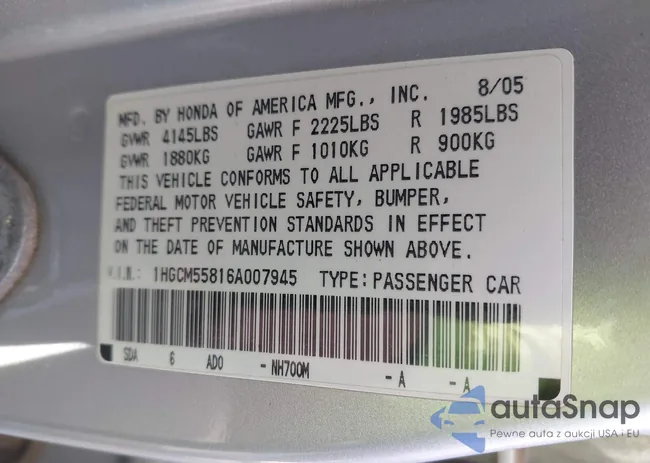 MFD. BY HONDA OF AMERICA MFG., INC. 8/05
GVWR 4145LBS GAWR F 2225LBS R 1985LBS
GVWR 1880KG GAWR F 1010KG R 900KG
THIS VEHICLE CONFORMS TO ALL APPLICABLE
FEDERAL MOTOR VEHICLE SAFETY, BUMPER,
AND THEFT PREVENTION STANDARDS IN EFFECT
ON THE DATE OF MANUFACTURE SHOWN ABOVE.
V.I.N.: 1HGCM55816A007945 TYPE: PASSENGER CAR
SDA 6 ADO - NH700M - A - A
autaSnap
Pewne auta z aukcji USA i EU